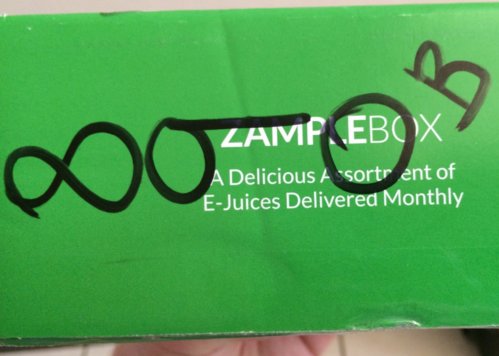 ZAMPLEBOX
A Delicious Assortment of
E-Juices Delivered Monthly